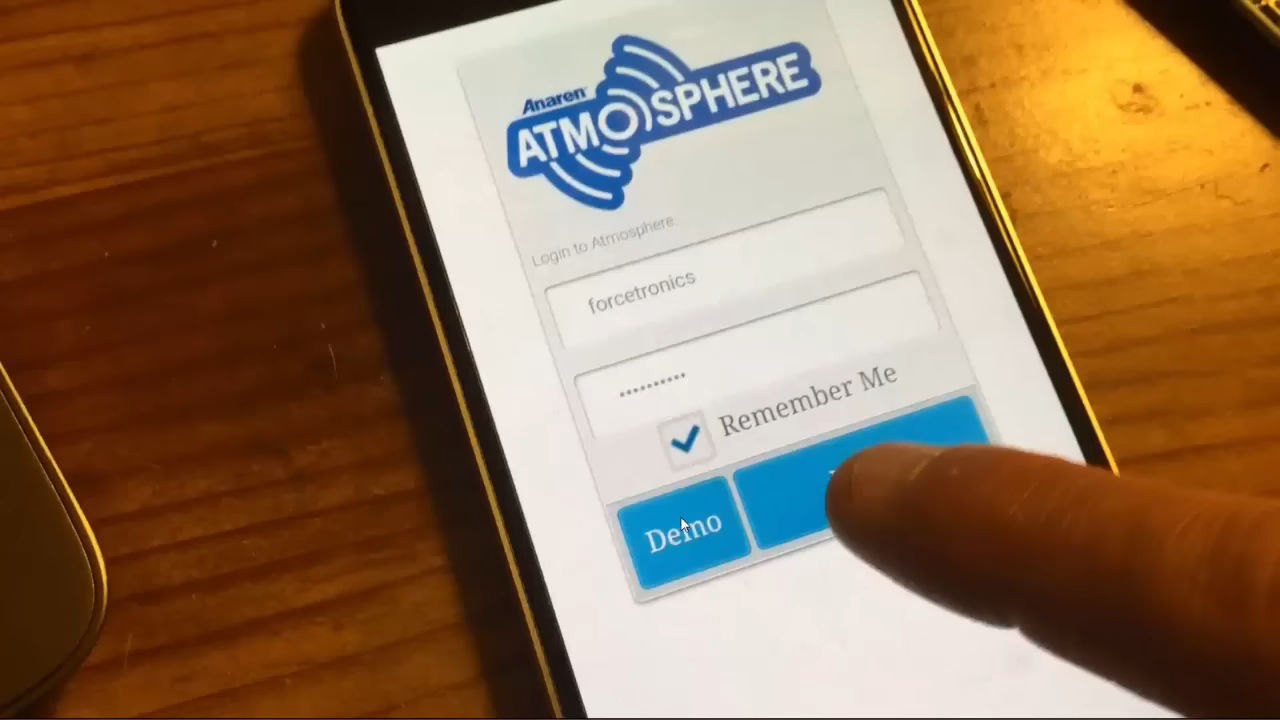 Anaren
ATMOSPHERE
Login to Atmosphere
forcetronics
Remember Me
Demo